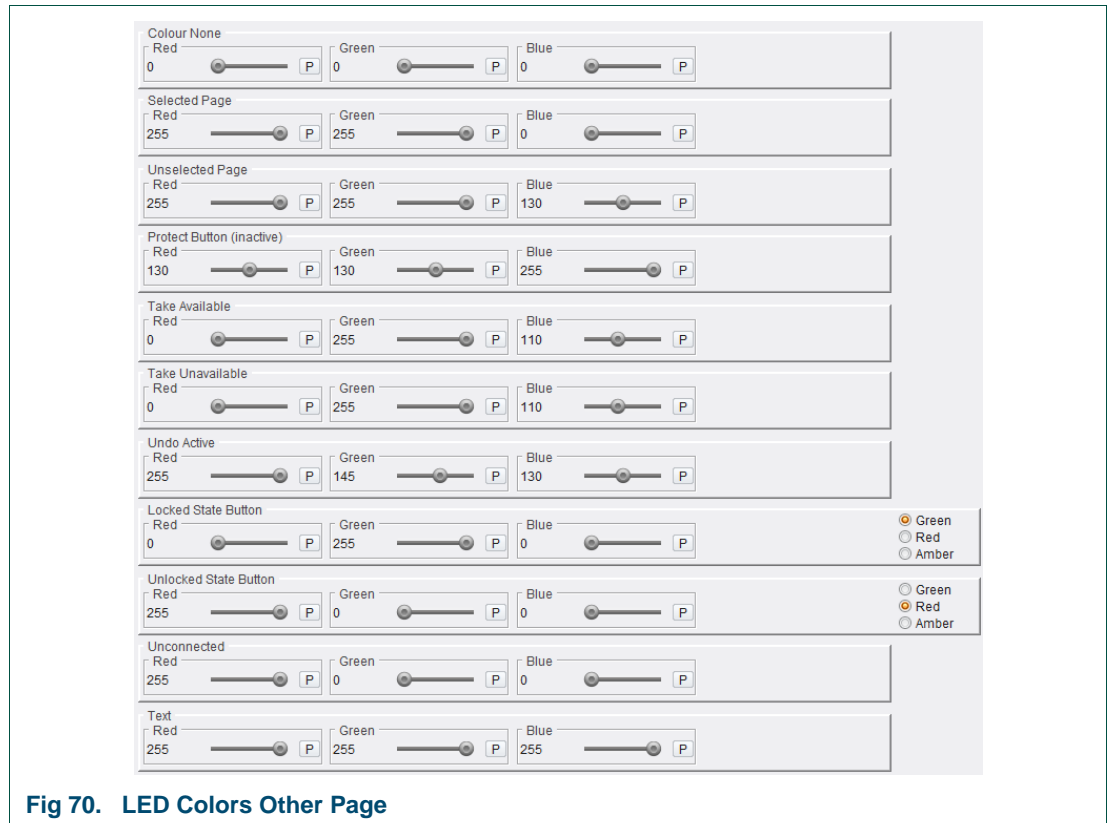 Colour None
Red Green Blue
0 P 0 P 0 P
Selected Page
Red Green Blue
255 P 255 P 0 P
Unselected Page
Red Green Blue
255 P 255 P 130 P
Protect Button (inactive)
Red Green Blue
130 P 130 P 255 P
Take Available
Red Green Blue
0 P 255 P 110 P
Take Unavailable
Red Green Blue
0 P 255 P 110 P
Undo Active
Red Green Blue
255 P 145 P 130 P
Locked State Button
Red Green Blue
0 P 255 P 0 P
Green
Red
Amber
Unlocked State Button
Red Green Blue
255 P 0 P 0 P
Green
Red
Amber
Unconnected
Red Green Blue
255 P 0 P 0 P
Text
Red Green Blue
255 P 255 P 255 P
Fig 70. LED Colors Other Page